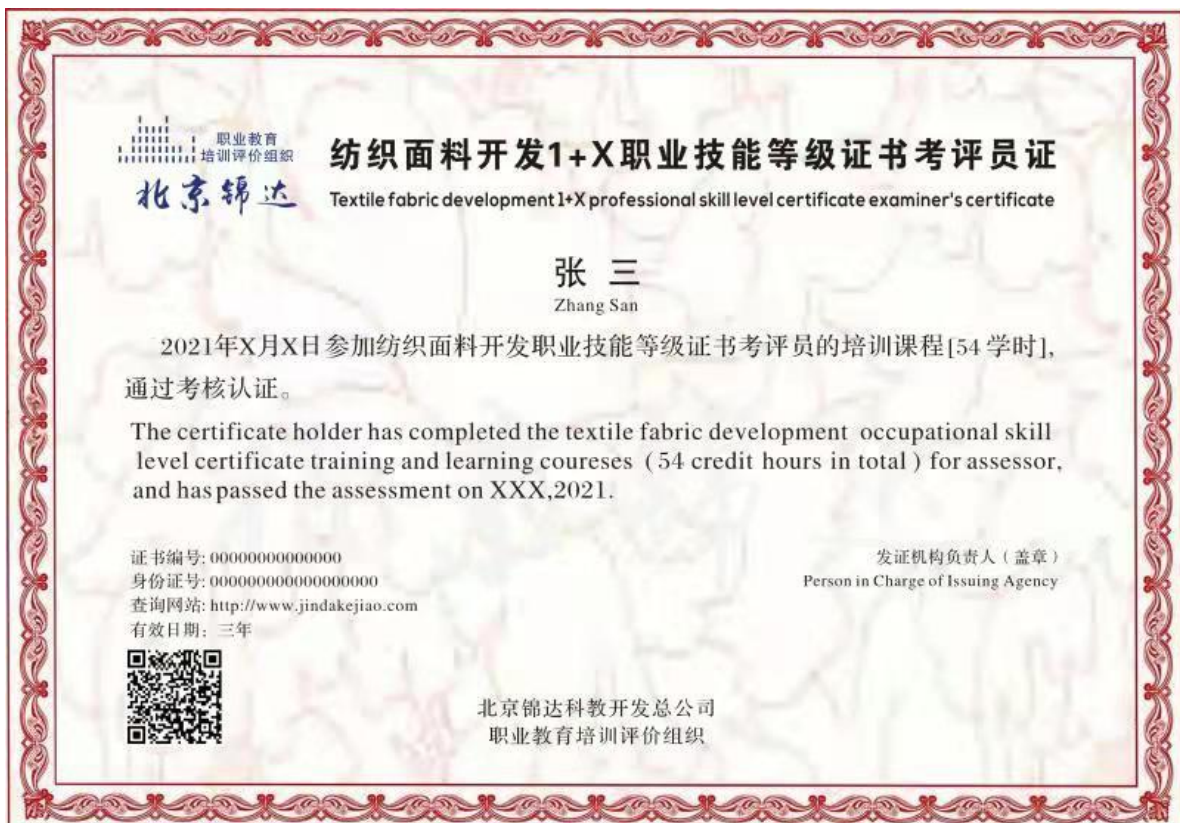 职业教育
培训评价组织
北京锦达
纺织面料开发1+X职业技能等级证书考评员证
Textile fabric development 1+X professional skill level certificate examiner's certificate
张 三
Zhang San
2021年X月X日参加纺织面料开发职业技能等级证书考评员的培训课程[54 学时],
通过考核认证。
The certificate holder has completed the textile fabric development occupational skill
level certificate training and learning coureses ( 54 credit hours in total ) for assessor,
and has passed the assessment on XXX,2021.
证书编号: 00000000000000
身份证号: 000000000000000000
查询网站: http://www.jindakejiao.com
有效日期: 三年
发证机构负责人（盖章）
Person in Charge of Issuing Agency
北京锦达科教开发总公司
职业教育培训评价组织